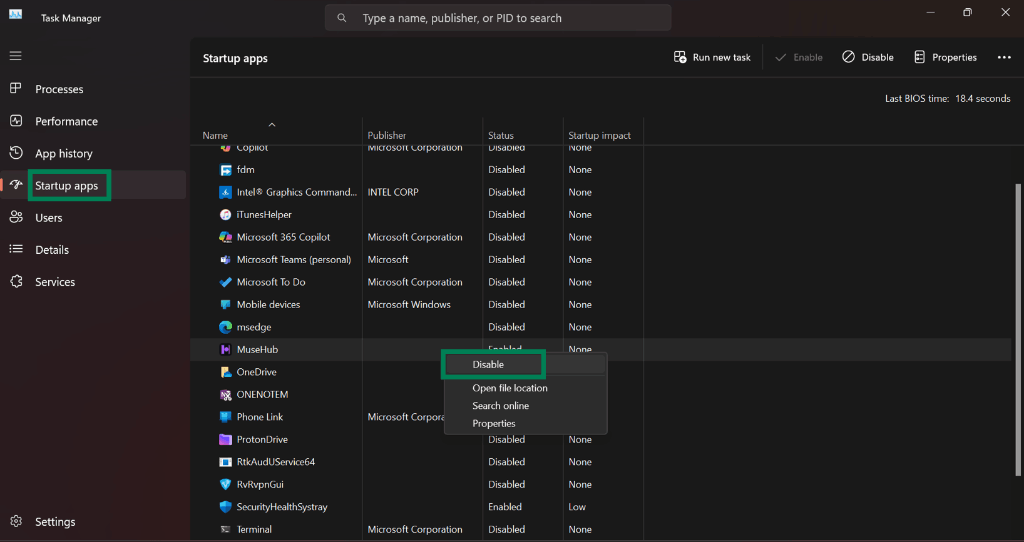 Task Manager
Type a name, publisher, or PID to search
Processes
Performance
App history
Startup apps
Users
Details
Services
Settings
Startup apps
Run new task Enable Disable Properties
Last BIOS time: 18.4 seconds
Name Publisher Status Startup impact
Copilot Microsoft Corporation Disabled None
fdm Disabled None
Intel® Graphics Command... INTEL CORP Disabled None
iTunesHelper Disabled None
Microsoft 365 Copilot Microsoft Corporation Disabled None
Microsoft Teams (personal) Microsoft Disabled None
Microsoft To Do Microsoft Corporation Disabled None
Mobile devices Microsoft Windows Disabled None
msedge Disabled None
MuseHub Enabled None
OneDrive
ONENOTEM
Phone Link Microsoft Corpora
ProtonDrive Disabled None
RtkAudUService64 Disabled None
RvRvpnGui Disabled None
SecurityHealthSystray Enabled Low
Terminal Microsoft Corporation Disabled None
Disable
Open file location
Search online
Properties